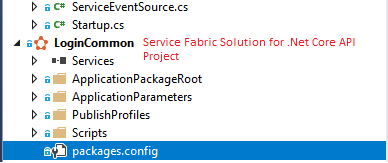 ServiceEventSource.cs
Startup.cs
LoginCommon Service Fabric Solution for .Net Core API
Project
Services
ApplicationPackageRoot
ApplicationParameters
PublishProfiles
Scripts
packages.config